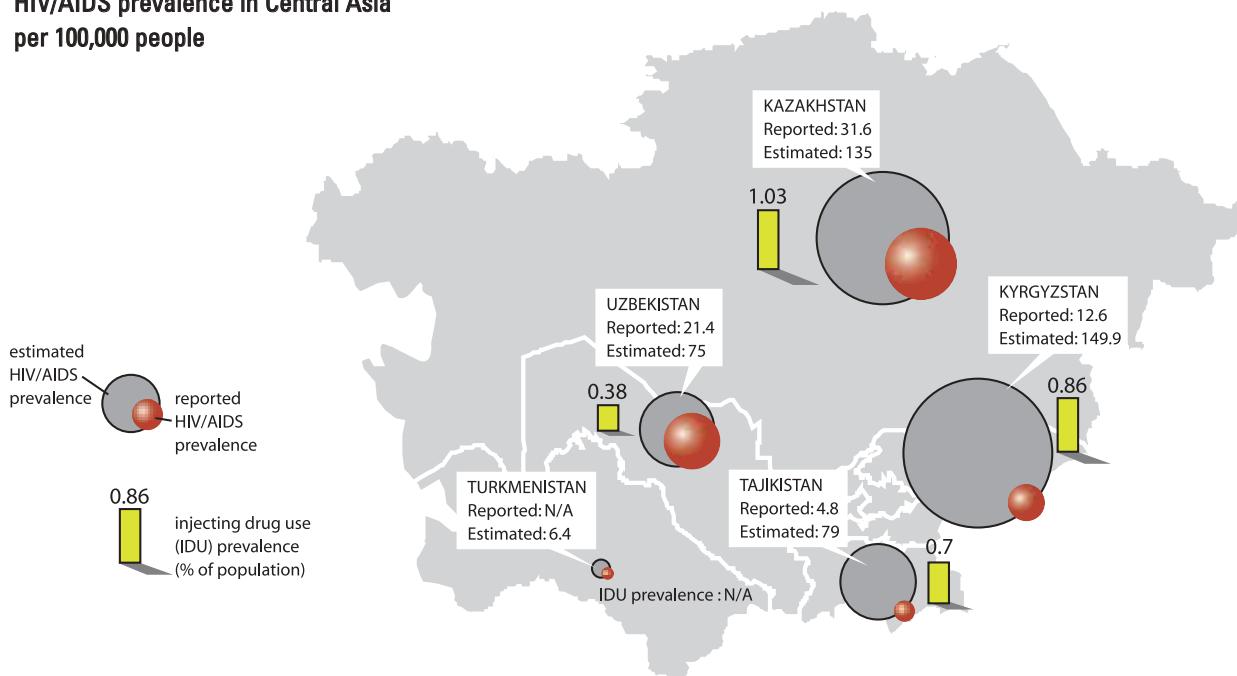 HIV/AIDS prevalence in Central Asia
per 100,000 people
KAZAKHSTAN
Reported: 31.6
Estimated: 135
1.03
KYRGYZSTAN
Reported: 12.6
Estimated: 149.9
0.86
UZBEKISTAN
Reported: 21.4
Estimated: 75
0.38
estimated
HIV/AIDS
prevalence
reported
HIV/AIDS
prevalence
TURKMENISTAN
Reported: N/A
Estimated: 6.4
IDU prevalence : N/A
TAJIKISTAN
Reported: 4.8
Estimated: 79
0.7
0.86
injecting drug use
(IDU) prevalence
(% of population)